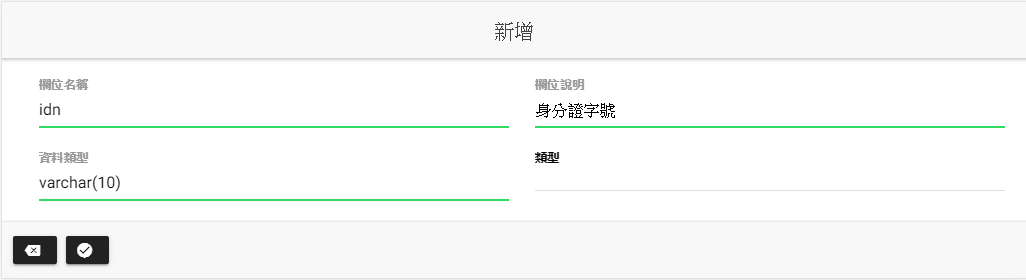 新增
欄位名稱
欄位說明
idn
身分證字號
資料類型
類型
varchar(10)